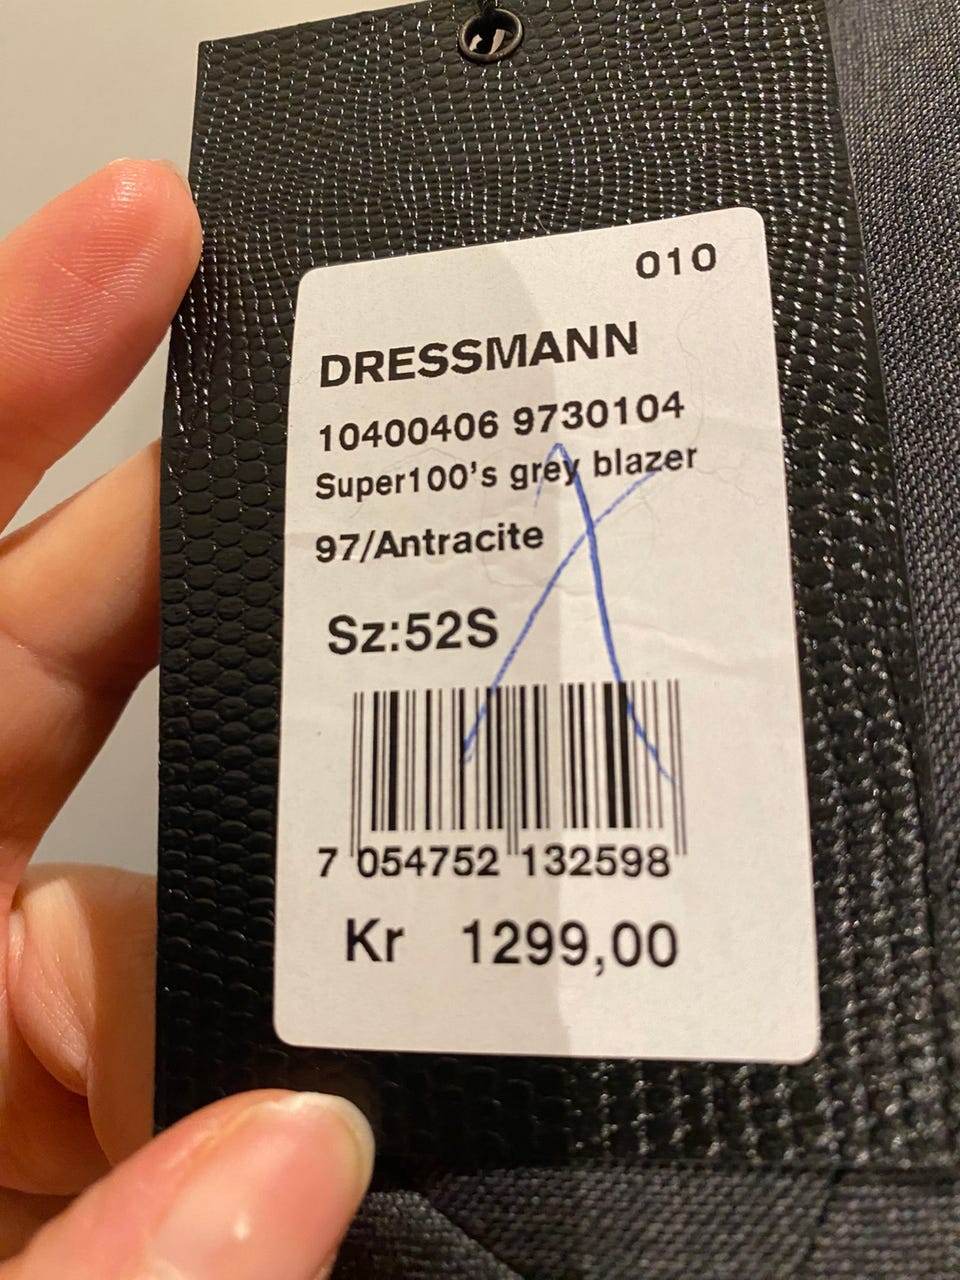 010
DRESSMANN
10400406 9730104
Super100's grey blazer
97/Antracite
Sz:52S
7 054752 132598
Kr 1299,00